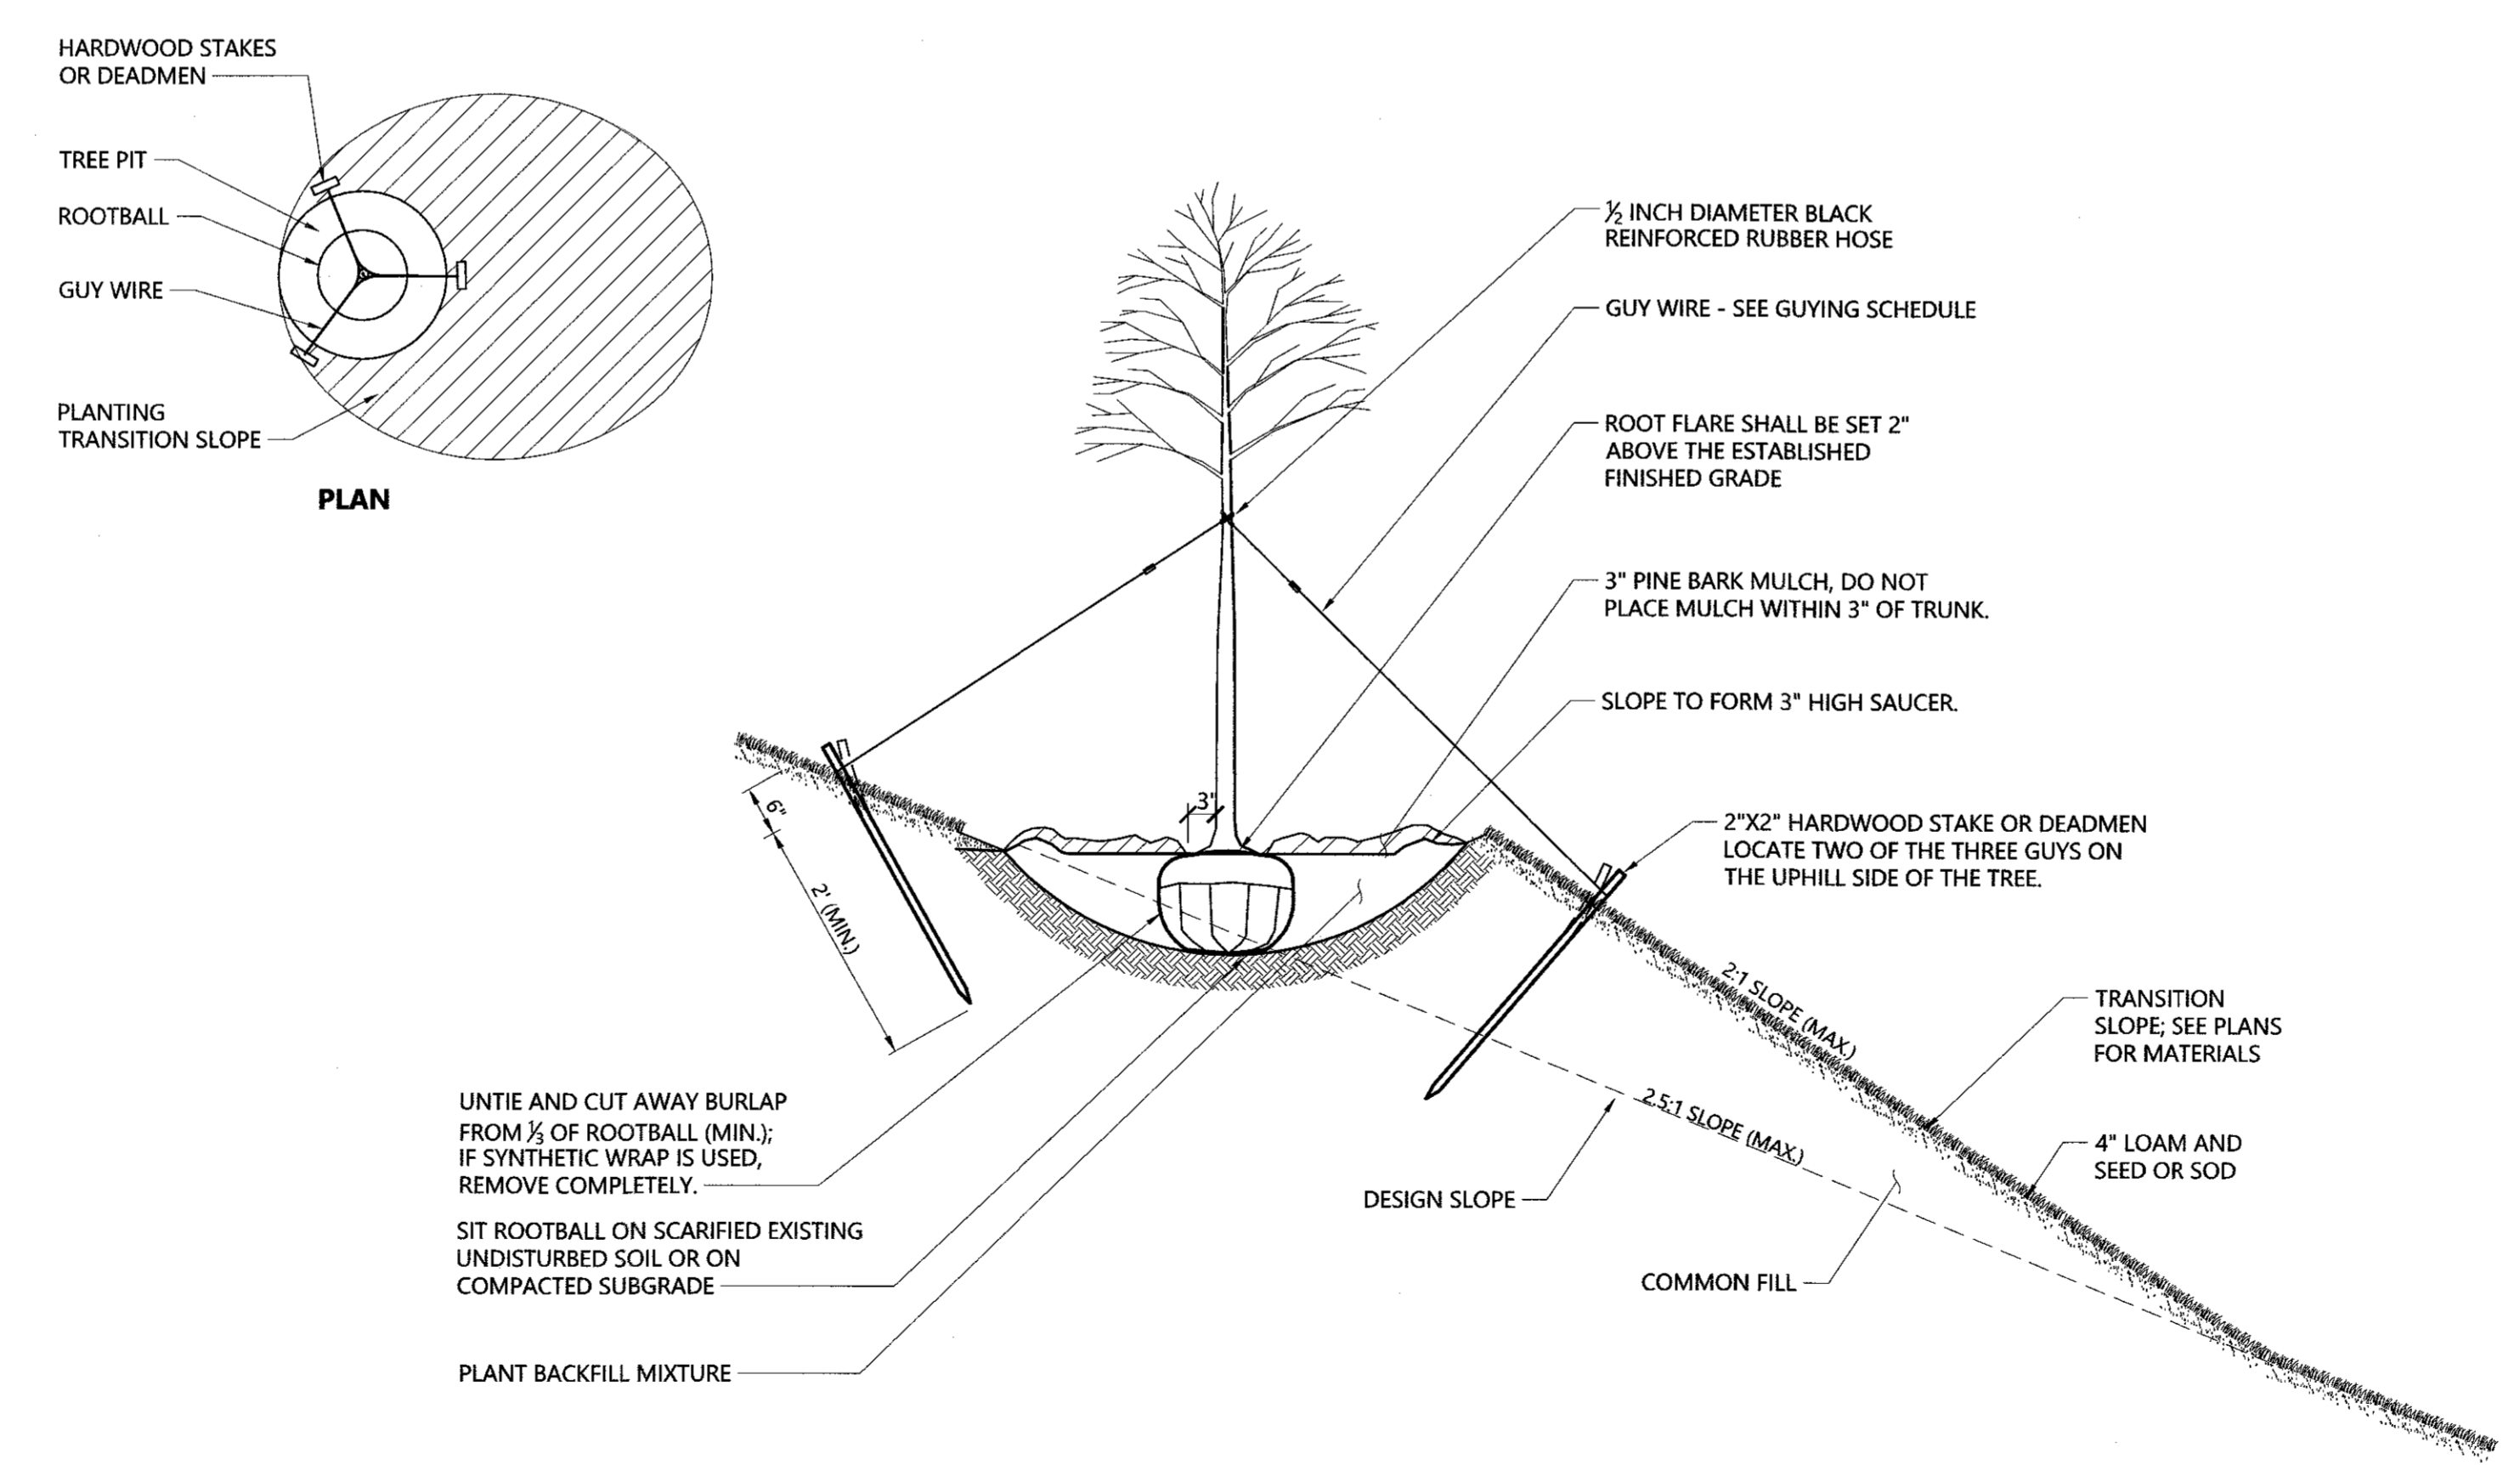 HARDWOOD STAKES
OR DEADMEN
TREE PIT
ROOTBALL
GUY WIRE
PLANTING
TRANSITION SLOPE
PLAN
½ INCH DIAMETER BLACK
REINFORCED RUBBER HOSE
GUY WIRE - SEE GUYING SCHEDULE
ROOT FLARE SHALL BE SET 2"
ABOVE THE ESTABLISHED
FINISHED GRADE
3" PINE BARK MULCH, DO NOT
PLACE MULCH WITHIN 3" OF TRUNK.
SLOPE TO FORM 3" HIGH SAUCER.
3"
6"
2' (MIN.)
2"X2" HARDWOOD STAKE OR DEADMEN
LOCATE TWO OF THE THREE GUYS ON
THE UPHILL SIDE OF THE TREE.
2:1 SLOPE (MAX.)
TRANSITION
SLOPE; SEE PLANS
FOR MATERIALS
2.5:1 SLOPE (MAX.)
4" LOAM AND
SEED OR SOD
DESIGN SLOPE
COMMON FILL
UNTIE AND CUT AWAY BURLAP
FROM ⅓ OF ROOTBALL (MIN.);
IF SYNTHETIC WRAP IS USED,
REMOVE COMPLETELY.
SIT ROOTBALL ON SCARIFIED EXISTING
UNDISTURBED SOIL OR ON
COMPACTED SUBGRADE
PLANT BACKFILL MIXTURE